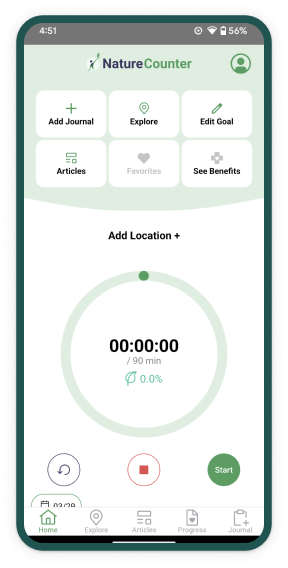 4:51 56%
NatureCounter
Add Journal Explore Edit Goal
Articles Favorites See Benefits
Add Location +
00:00:00
/ 90 min
0.0%
Start
03/29
Home Explore Articles Progress Journal